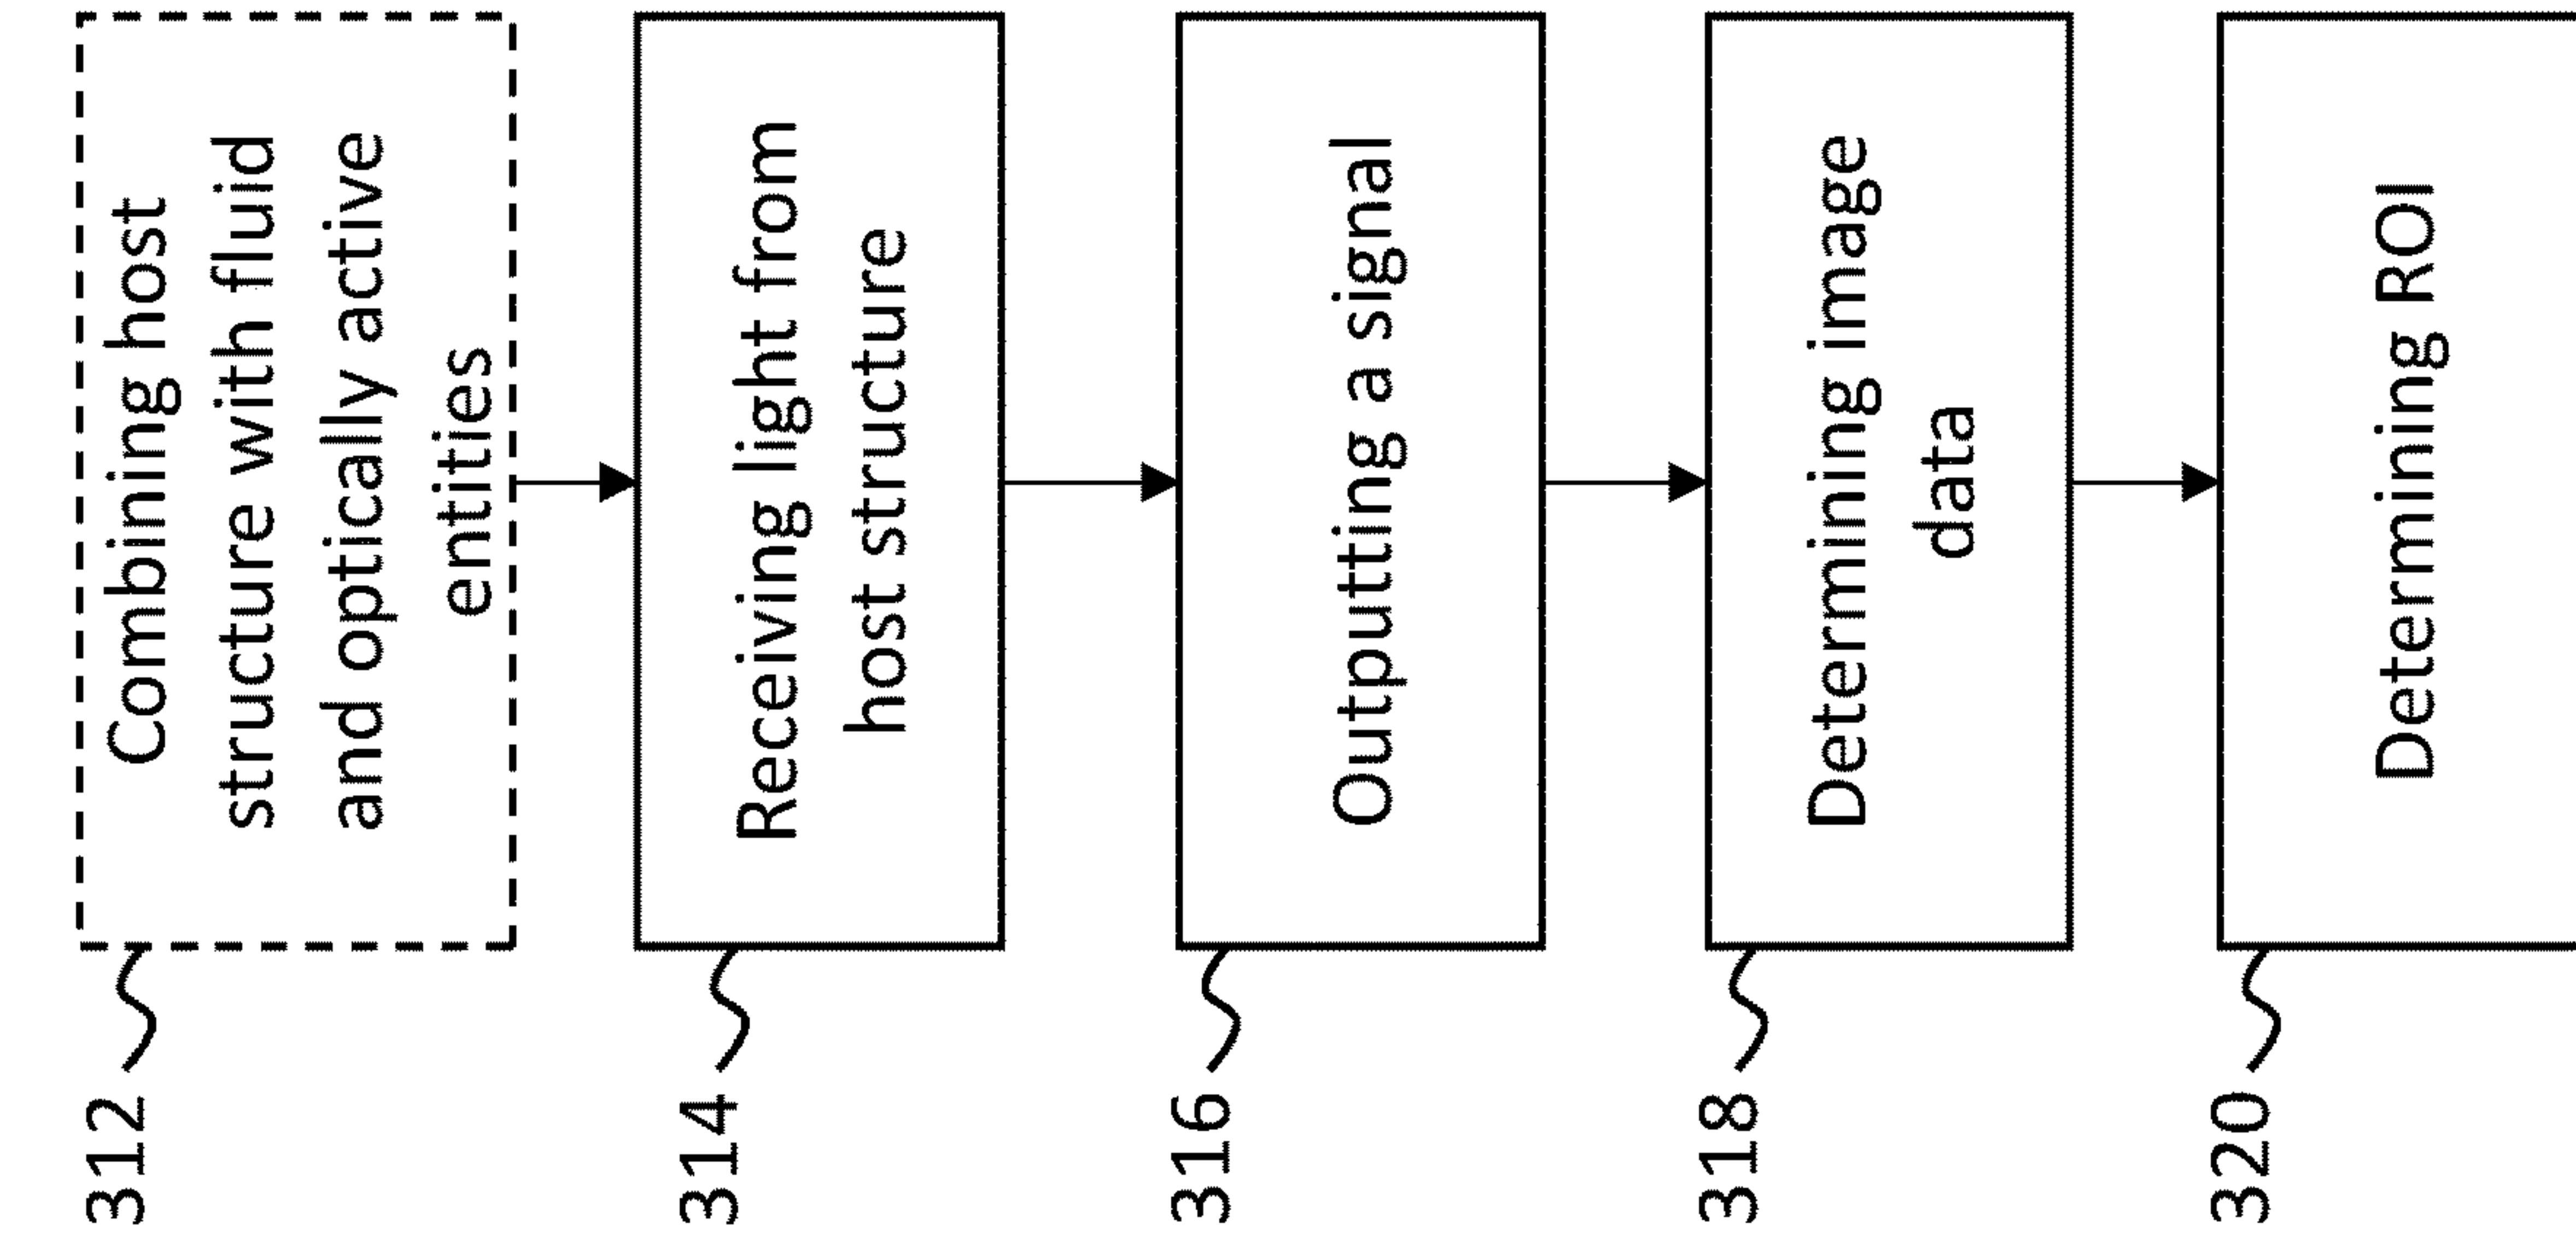 312
Combining host
structure with fluid
and optically active
entities
314
Receiving light from
host structure
316
Outputting a signal
318
Determining image
data
320
Determining ROI